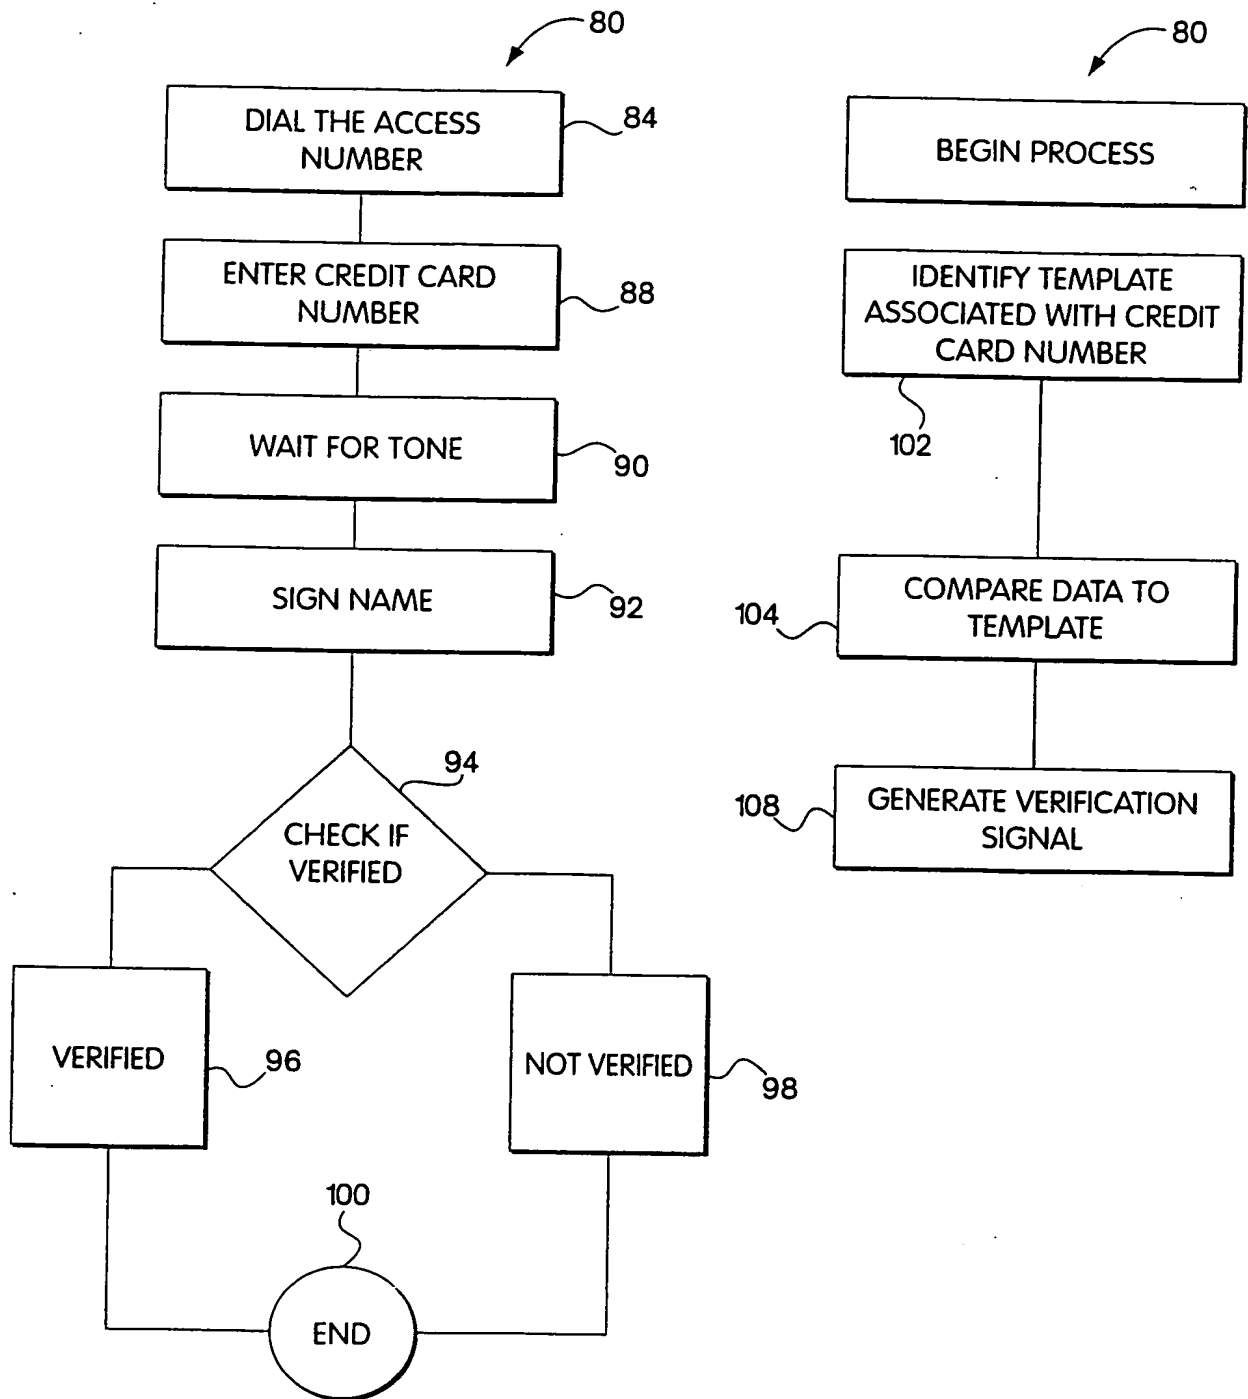 80
DIAL THE ACCESS
NUMBER
84
ENTER CREDIT CARD
NUMBER
88
WAIT FOR TONE
90
SIGN NAME
92
94
CHECK IF
VERIFIED
VERIFIED
96
NOT VERIFIED
98
100
END
80
BEGIN PROCESS
IDENTIFY TEMPLATE
ASSOCIATED WITH CREDIT
CARD NUMBER
102
104
COMPARE DATA TO
TEMPLATE
108
GENERATE VERIFICATION
SIGNAL